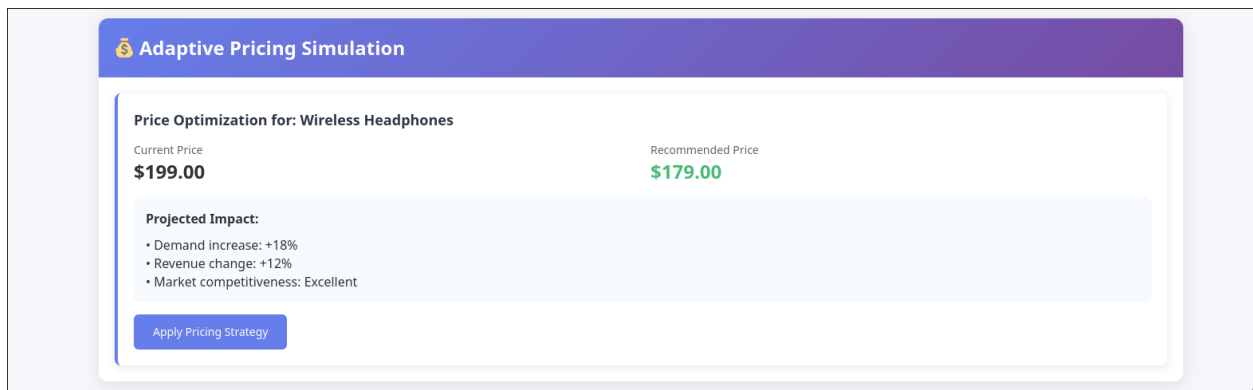 💰 Adaptive Pricing Simulation
Price Optimization for: Wireless Headphones
Current Price
$199.00
Recommended Price
$179.00
Projected Impact:
• Demand increase: +18%
• Revenue change: +12%
• Market competitiveness: Excellent
Apply Pricing Strategy